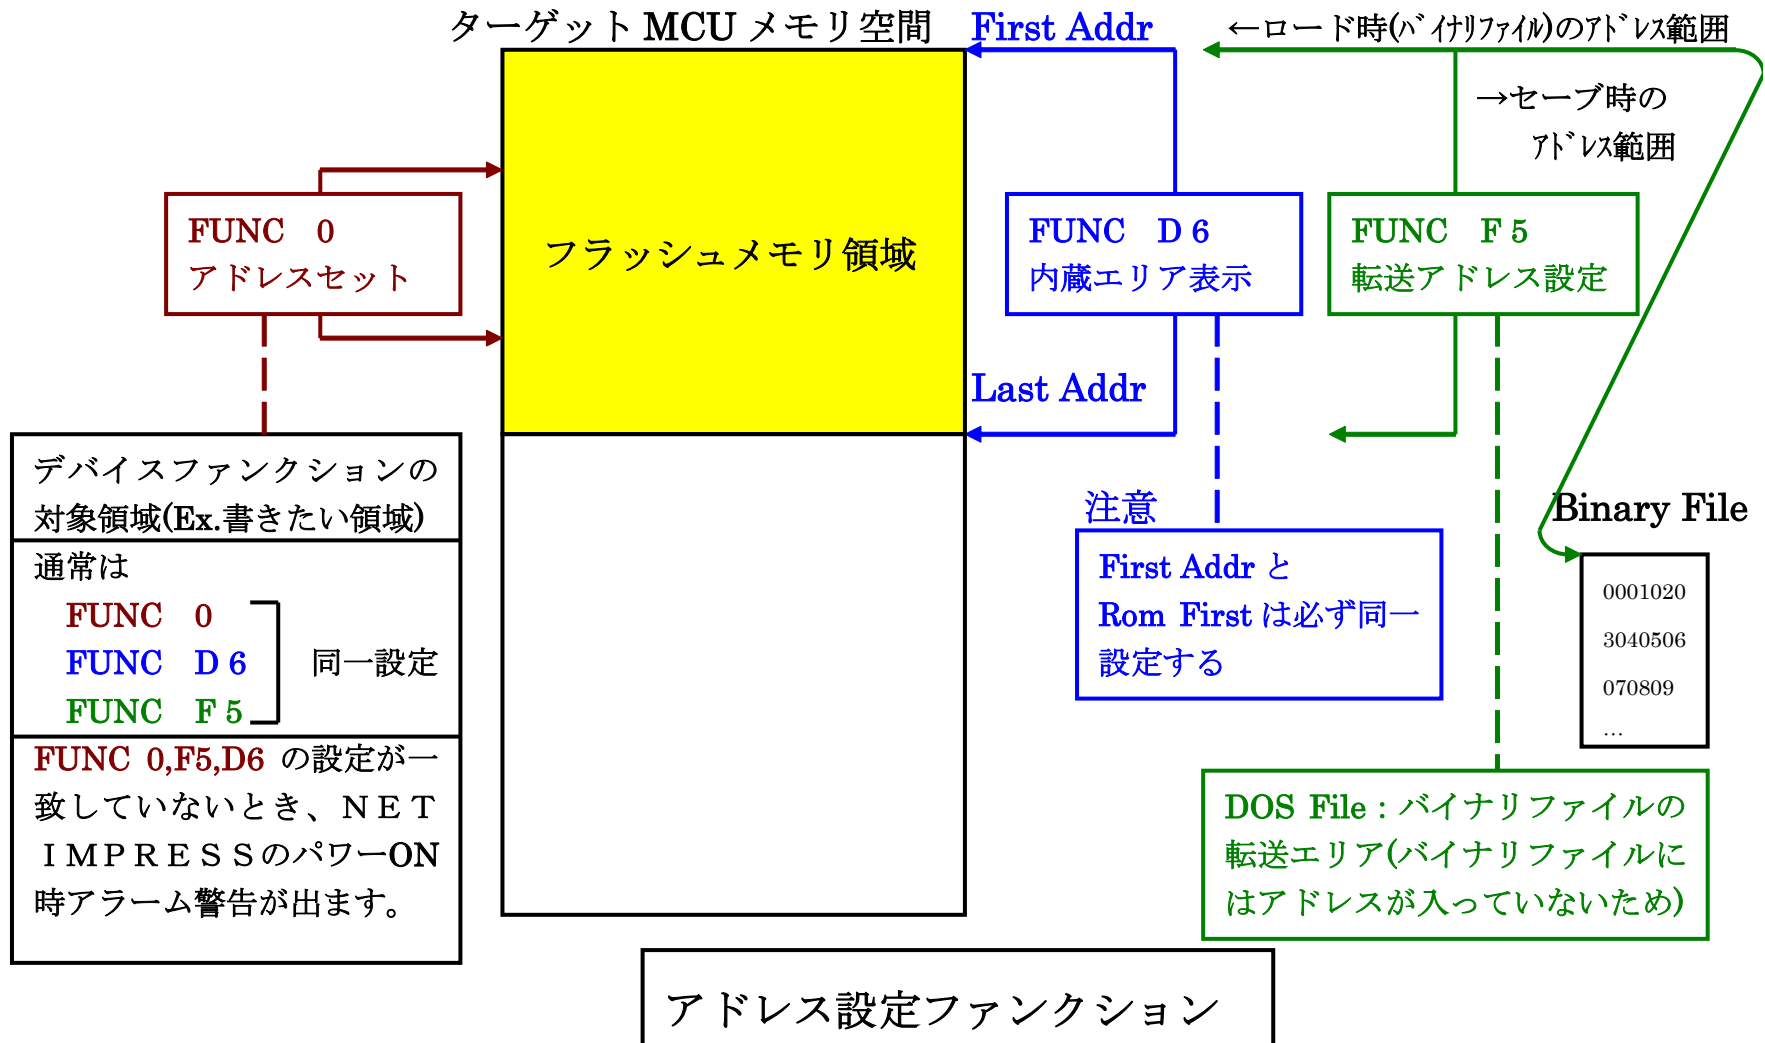 ターゲット MCU メモリ空間
First Addr
←ロード時(ﾊﾞｲﾅﾘﾌｧｲﾙ)のｱﾄﾞﾚｽ範囲
→セーブ時の
ｱﾄﾞﾚｽ範囲
FUNC　0
アドレスセット
フラッシュメモリ領域
FUNC　D 6
内蔵エリア表示
FUNC　F 5
転送アドレス設定
Last Addr
デバイスファンクションの
対象領域(Ex.書きたい領域)
通常は
FUNC　0
FUNC　D 6
FUNC　F 5
同一設定
FUNC 0,F5,D6 の設定が一
致していないとき、ＮＥＴ
ＩＭＰＲＥＳＳのパワーON
時アラーム警告が出ます。
注意
First Addr と
Rom First は必ず同一
設定する
Binary File
0001020
3040506
070809
…
DOS File：バイナリファイルの
転送エリア(バイナリファイルに
はアドレスが入っていないため)
アドレス設定ファンクション